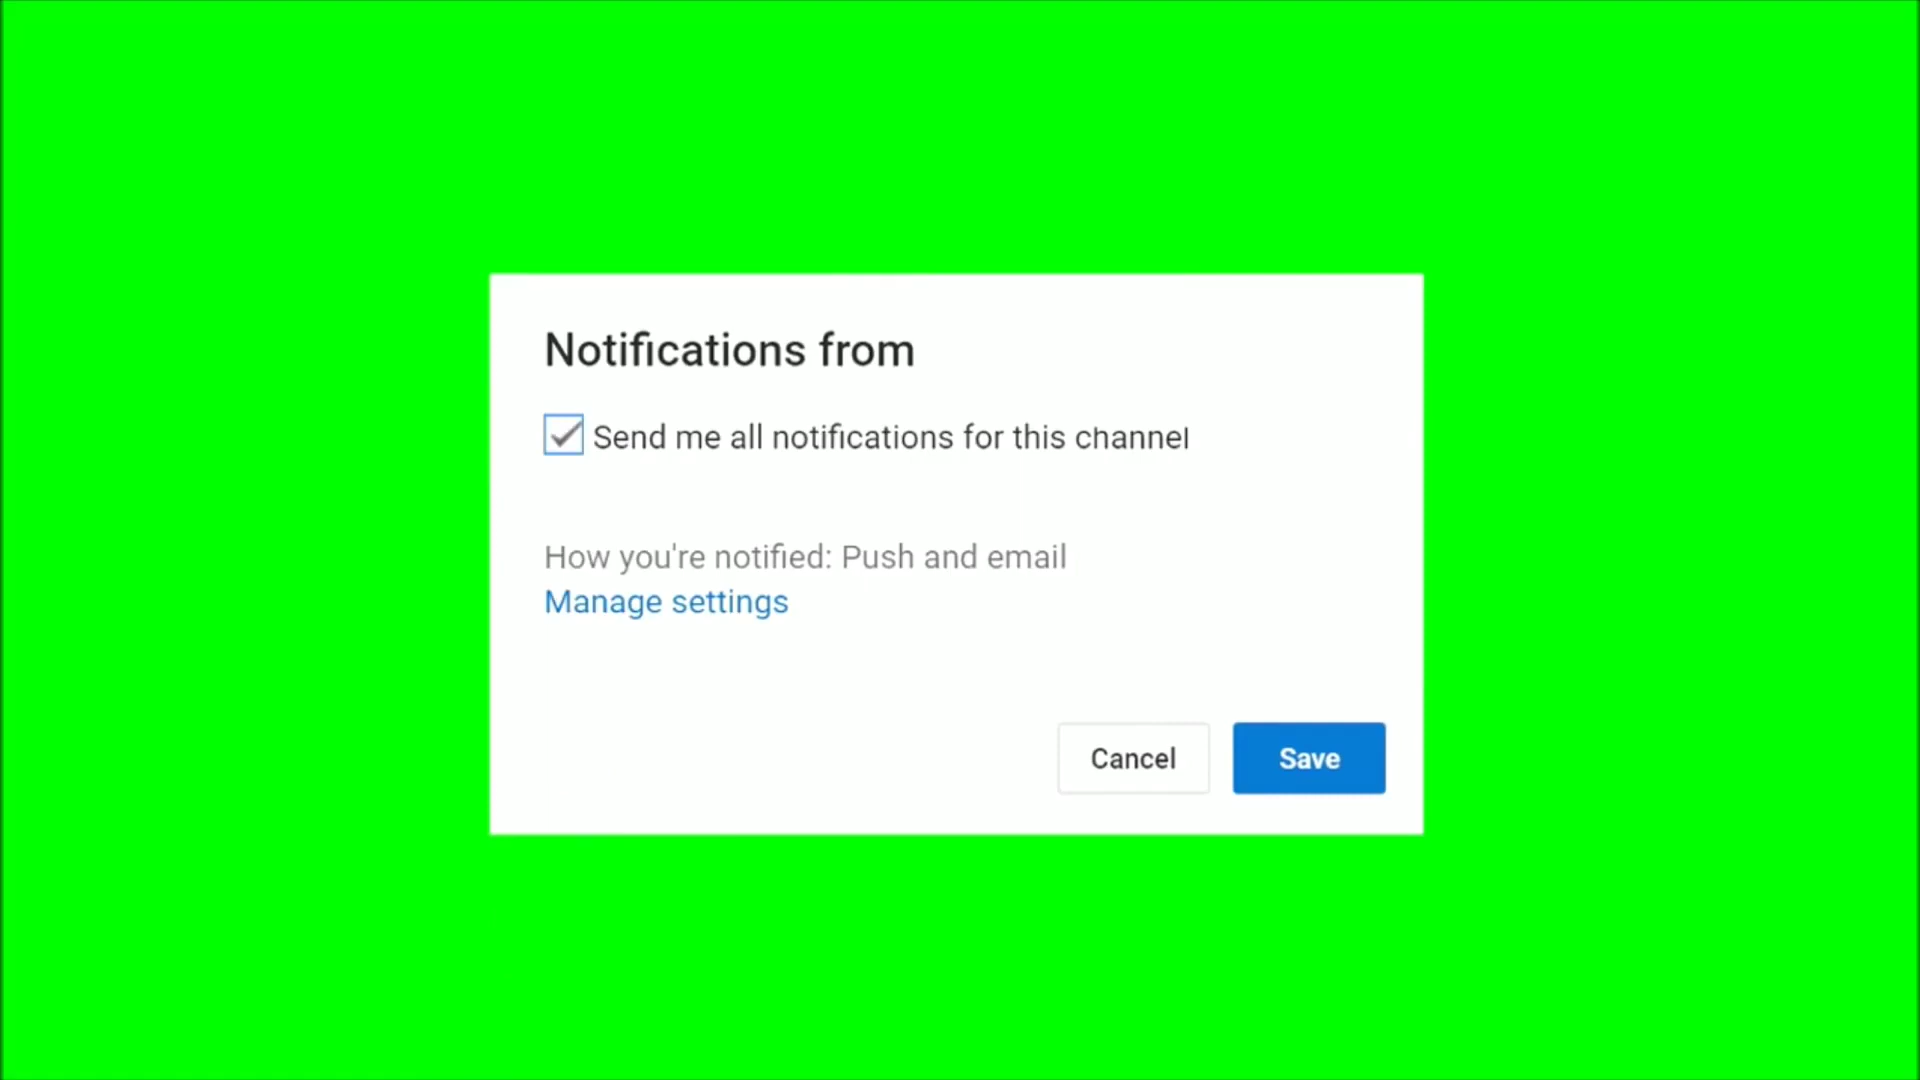 Notifications from
Send me all notifications for this channel
How you're notified: Push and email
Manage settings
Cancel
Save